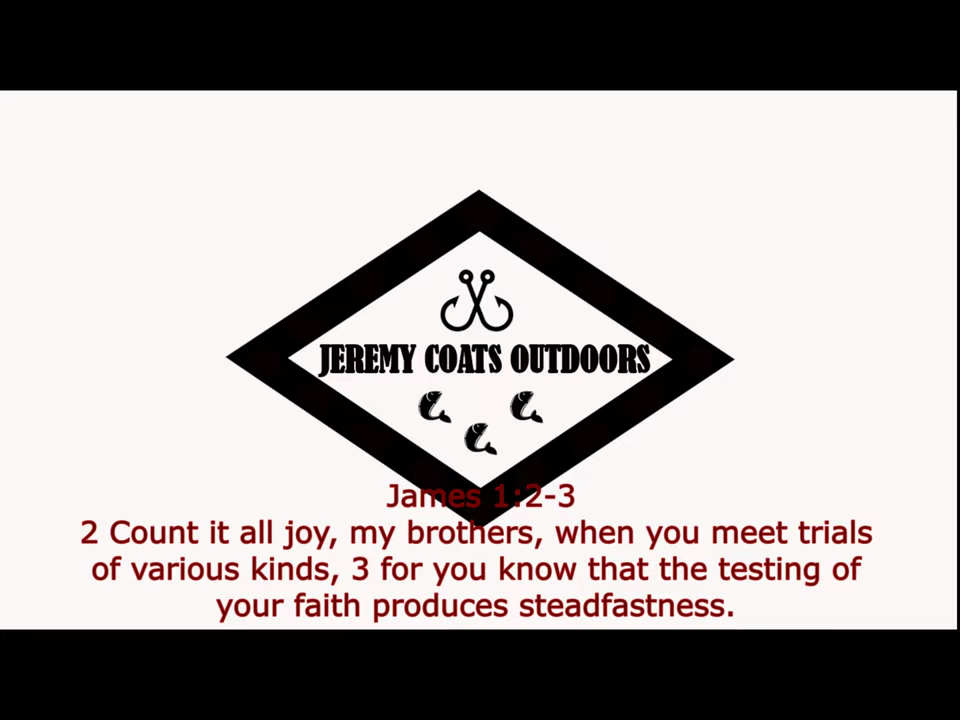 JEREMY COATS OUTDOORS
James 1:2-3
2 Count it all joy, my brothers, when you meet trials
of various kinds, 3 for you know that the testing of
your faith produces steadfastness.